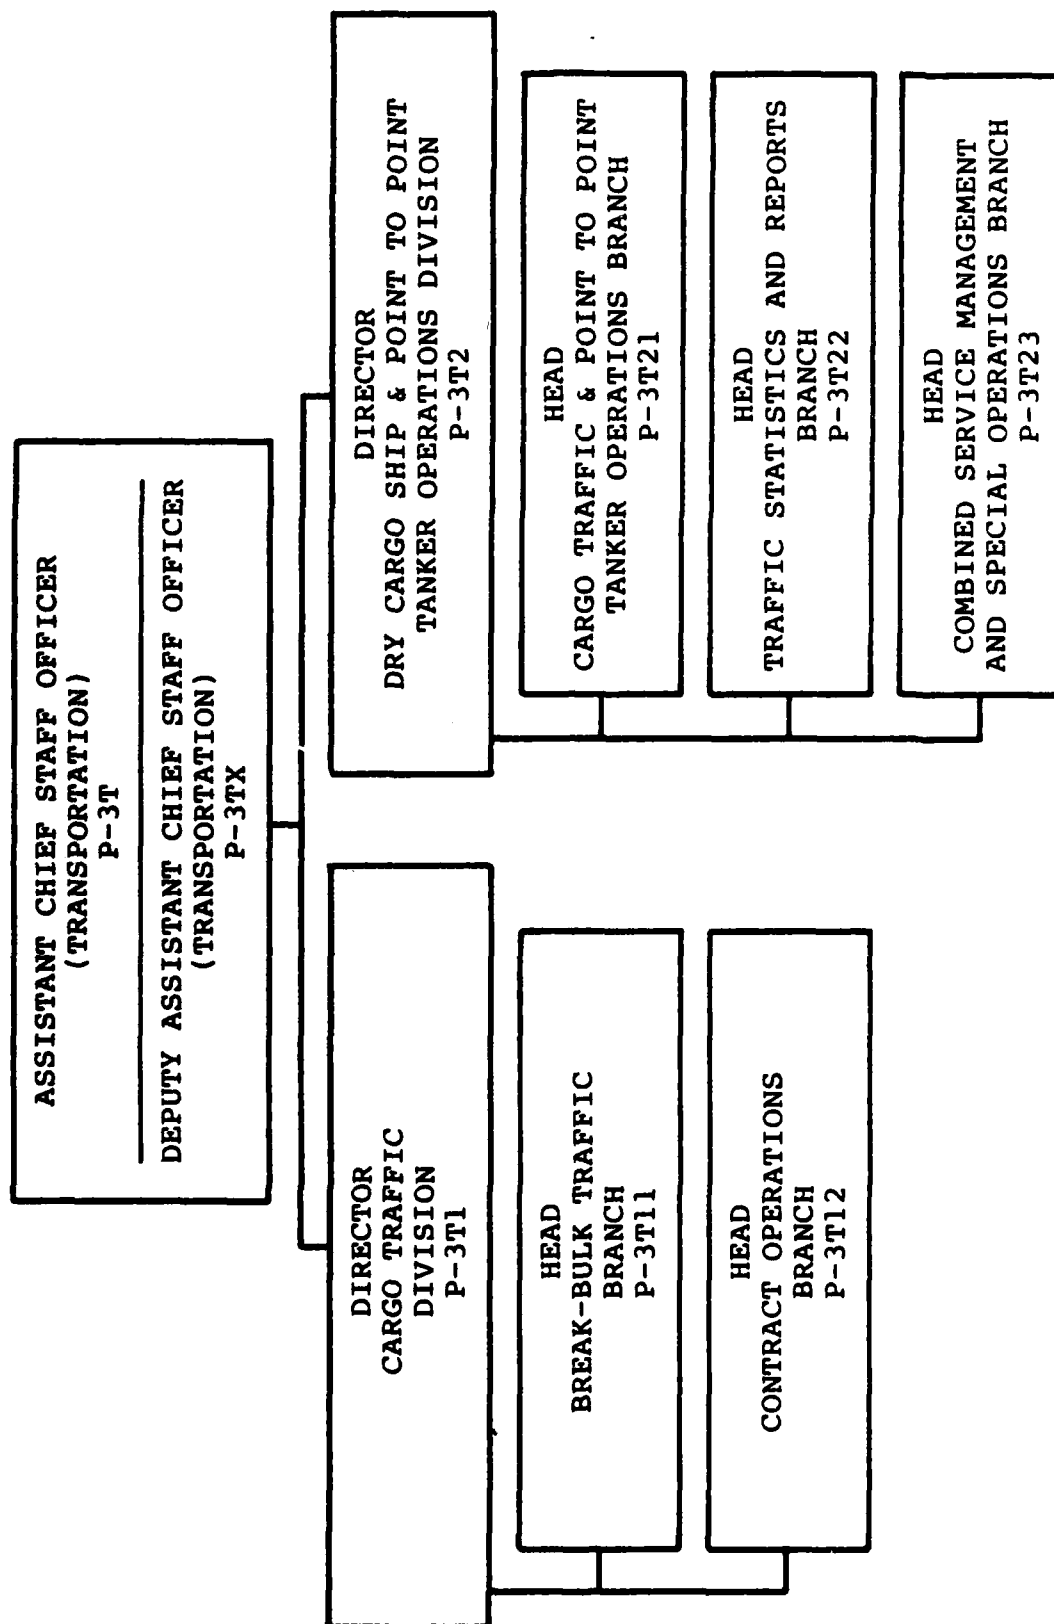 ASSISTANT CHIEF STAFF OFFICER
(TRANSPORTATION)
P-3T
DEPUTY ASSISTANT CHIEF STAFF OFFICER
(TRANSPORTATION)
P-3TX
DIRECTOR
CARGO TRAFFIC
DIVISION
P-3T1
HEAD
BREAK-BULK TRAFFIC
BRANCH
P-3T11
HEAD
CONTRACT OPERATIONS
BRANCH
P-3T12
DIRECTOR
DRY CARGO SHIP & POINT TO POINT
TANKER OPERATIONS DIVISION
P-3T2
HEAD
CARGO TRAFFIC & POINT TO POINT
TANKER OPERATIONS BRANCH
P-3T21
HEAD
TRAFFIC STATISTICS AND REPORTS
BRANCH
P-3T22
HEAD
COMBINED SERVICE MANAGEMENT
AND SPECIAL OPERATIONS BRANCH
P-3T23